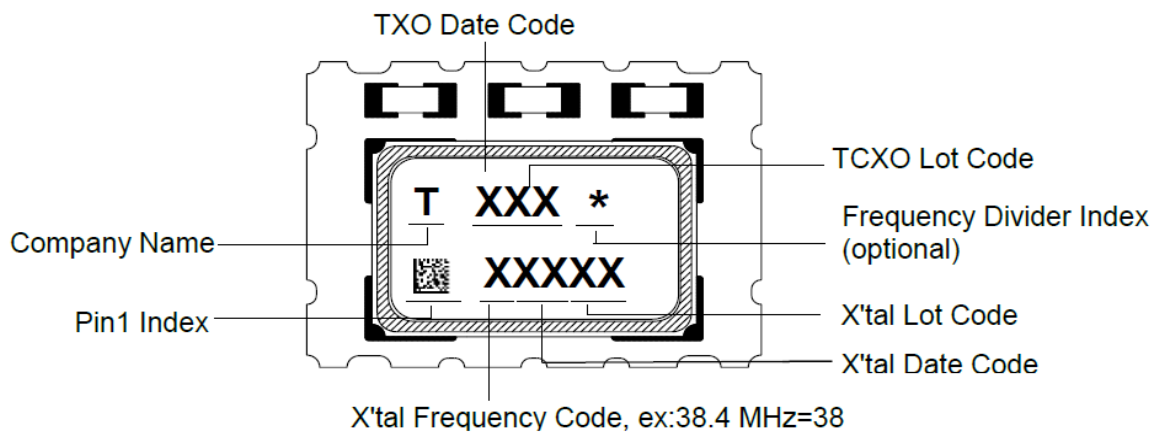 TXO Date Code
TCXO Lot Code
T XXX *
Frequency Divider Index
(optional)
Company Name
XXXXX
Pin1 Index
X'tal Lot Code
X'tal Date Code
X'tal Frequency Code, ex:38.4 MHz=38